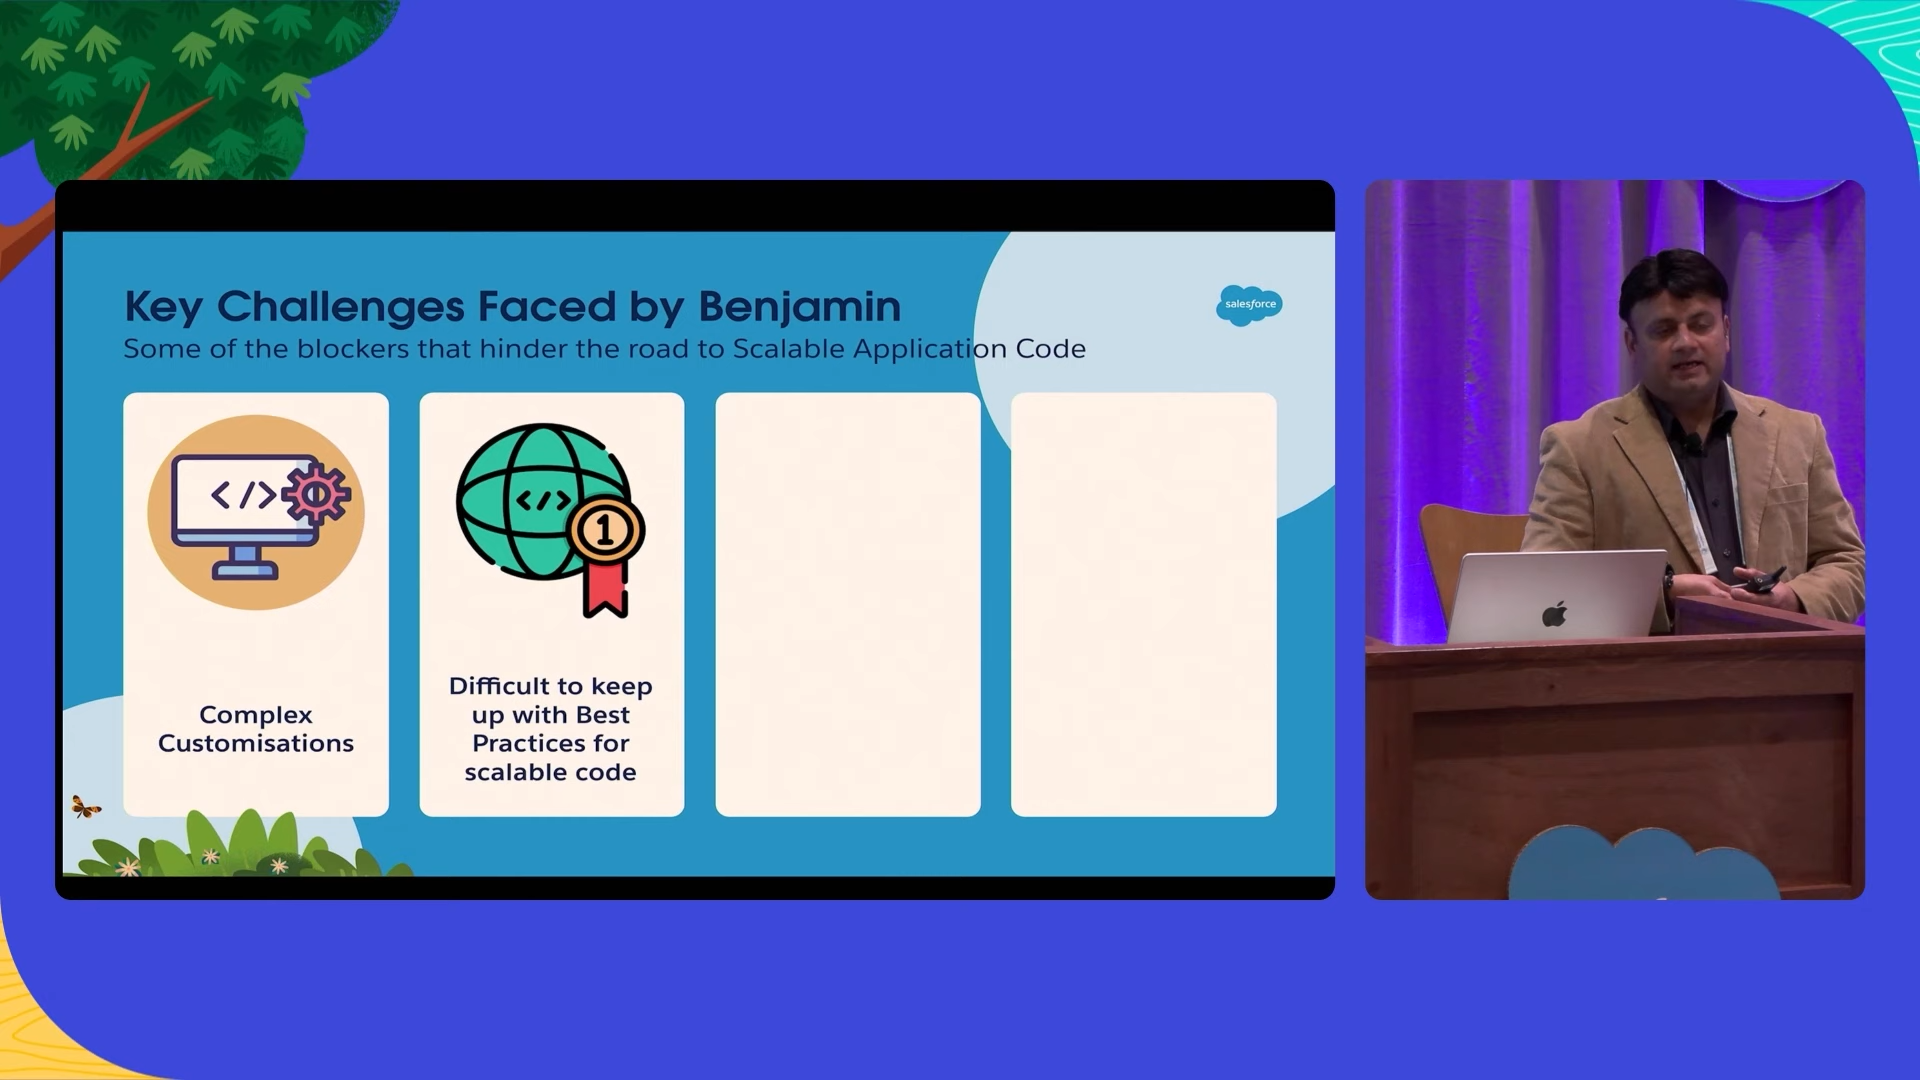 Key Challenges Faced by Benjamin
Some of the blockers that hinder the road to Scalable Application Code
salesforce
</>
Complex
Customisations
</>
1
Difficult to keep
up with Best
Practices for
scalable code